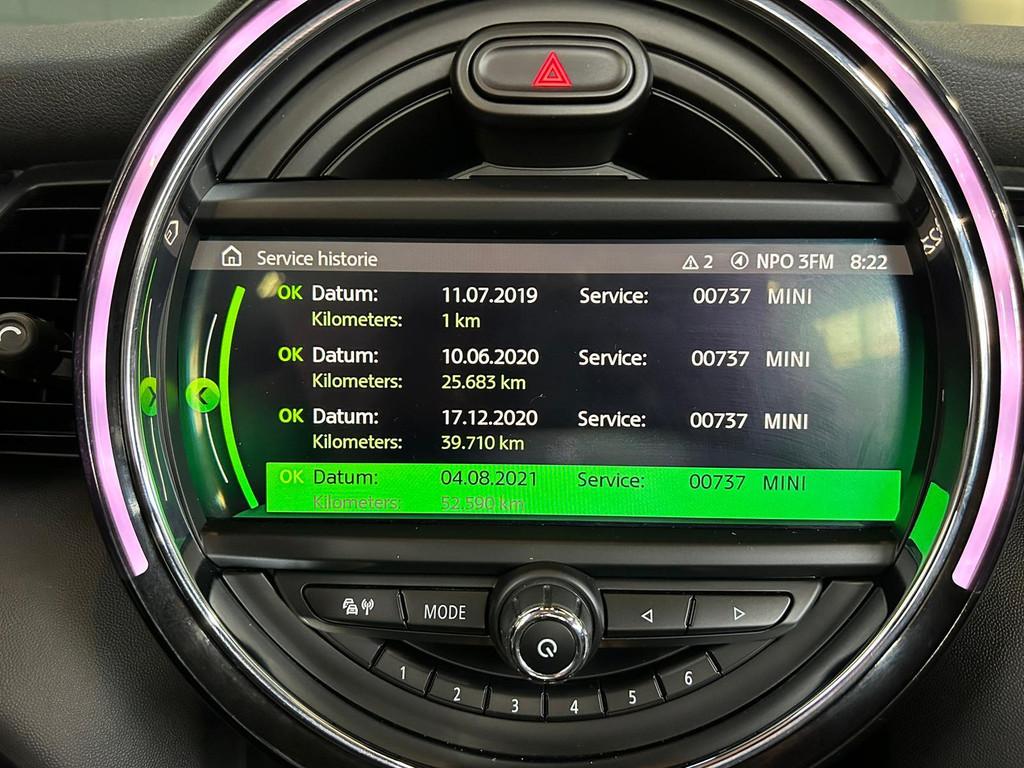 Service historie 2 NPO 3FM 8:22
OK Datum: 11.07.2019 Service: 00737 MINI
Kilometers: 1 km
OK Datum: 10.06.2020 Service: 00737 MINI
Kilometers: 25.683 km
OK Datum: 17.12.2020 Service: 00737 MINI
Kilometers: 39.710 km
OK Datum: 04.08.2021 Service: 00737 MINI
Kilometers: 52.590 km
MODE
1 2 3 4 5 6